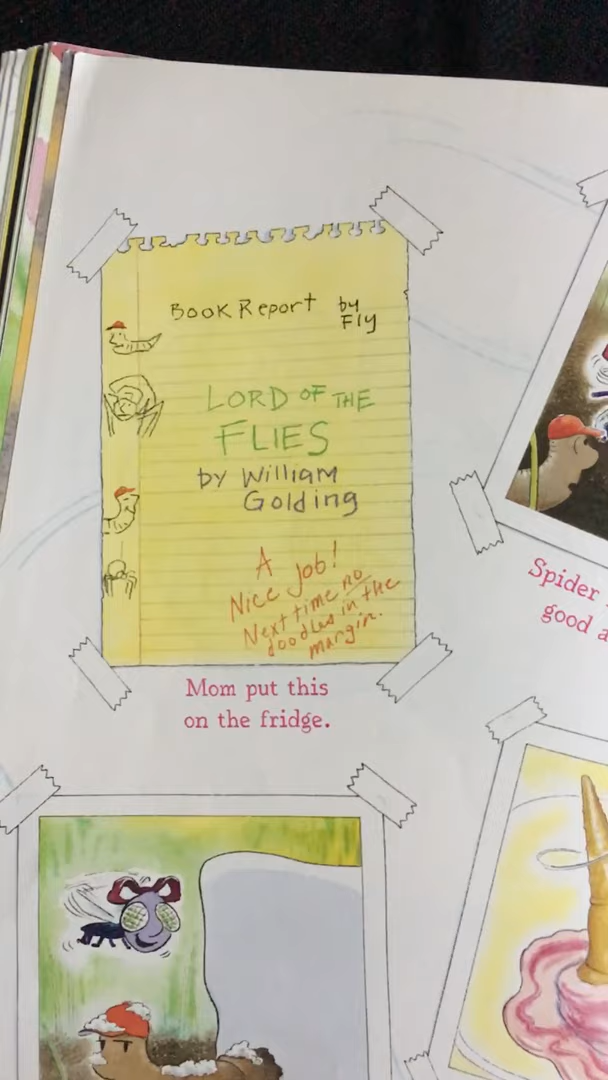 Book Report by
Fly
LORD OF THE
FLIES
by William
Golding
A
Nice Job!
Next time no
doodles in the
margin.
Mom put this
on the fridge.
Spider
good a